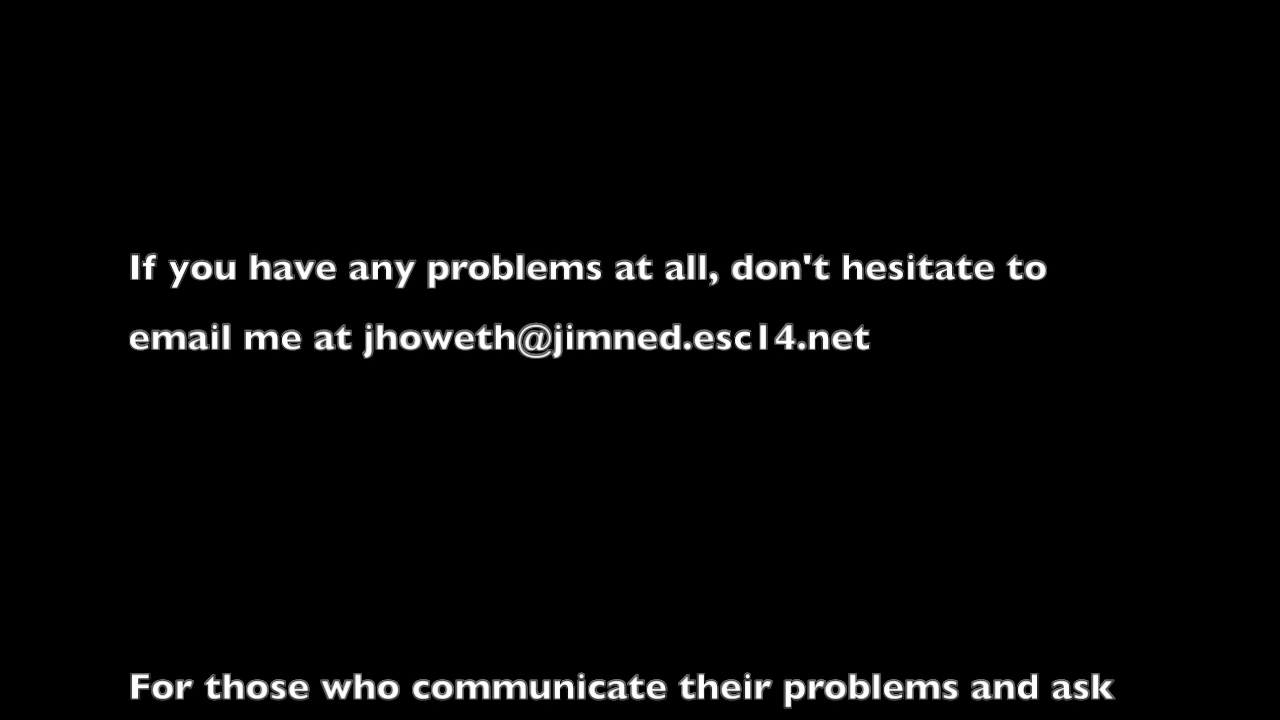 If you have any problems at all, don't hesitate to
email me at jhoweth@jimned.esc14.net
For those who communicate their problems and ask